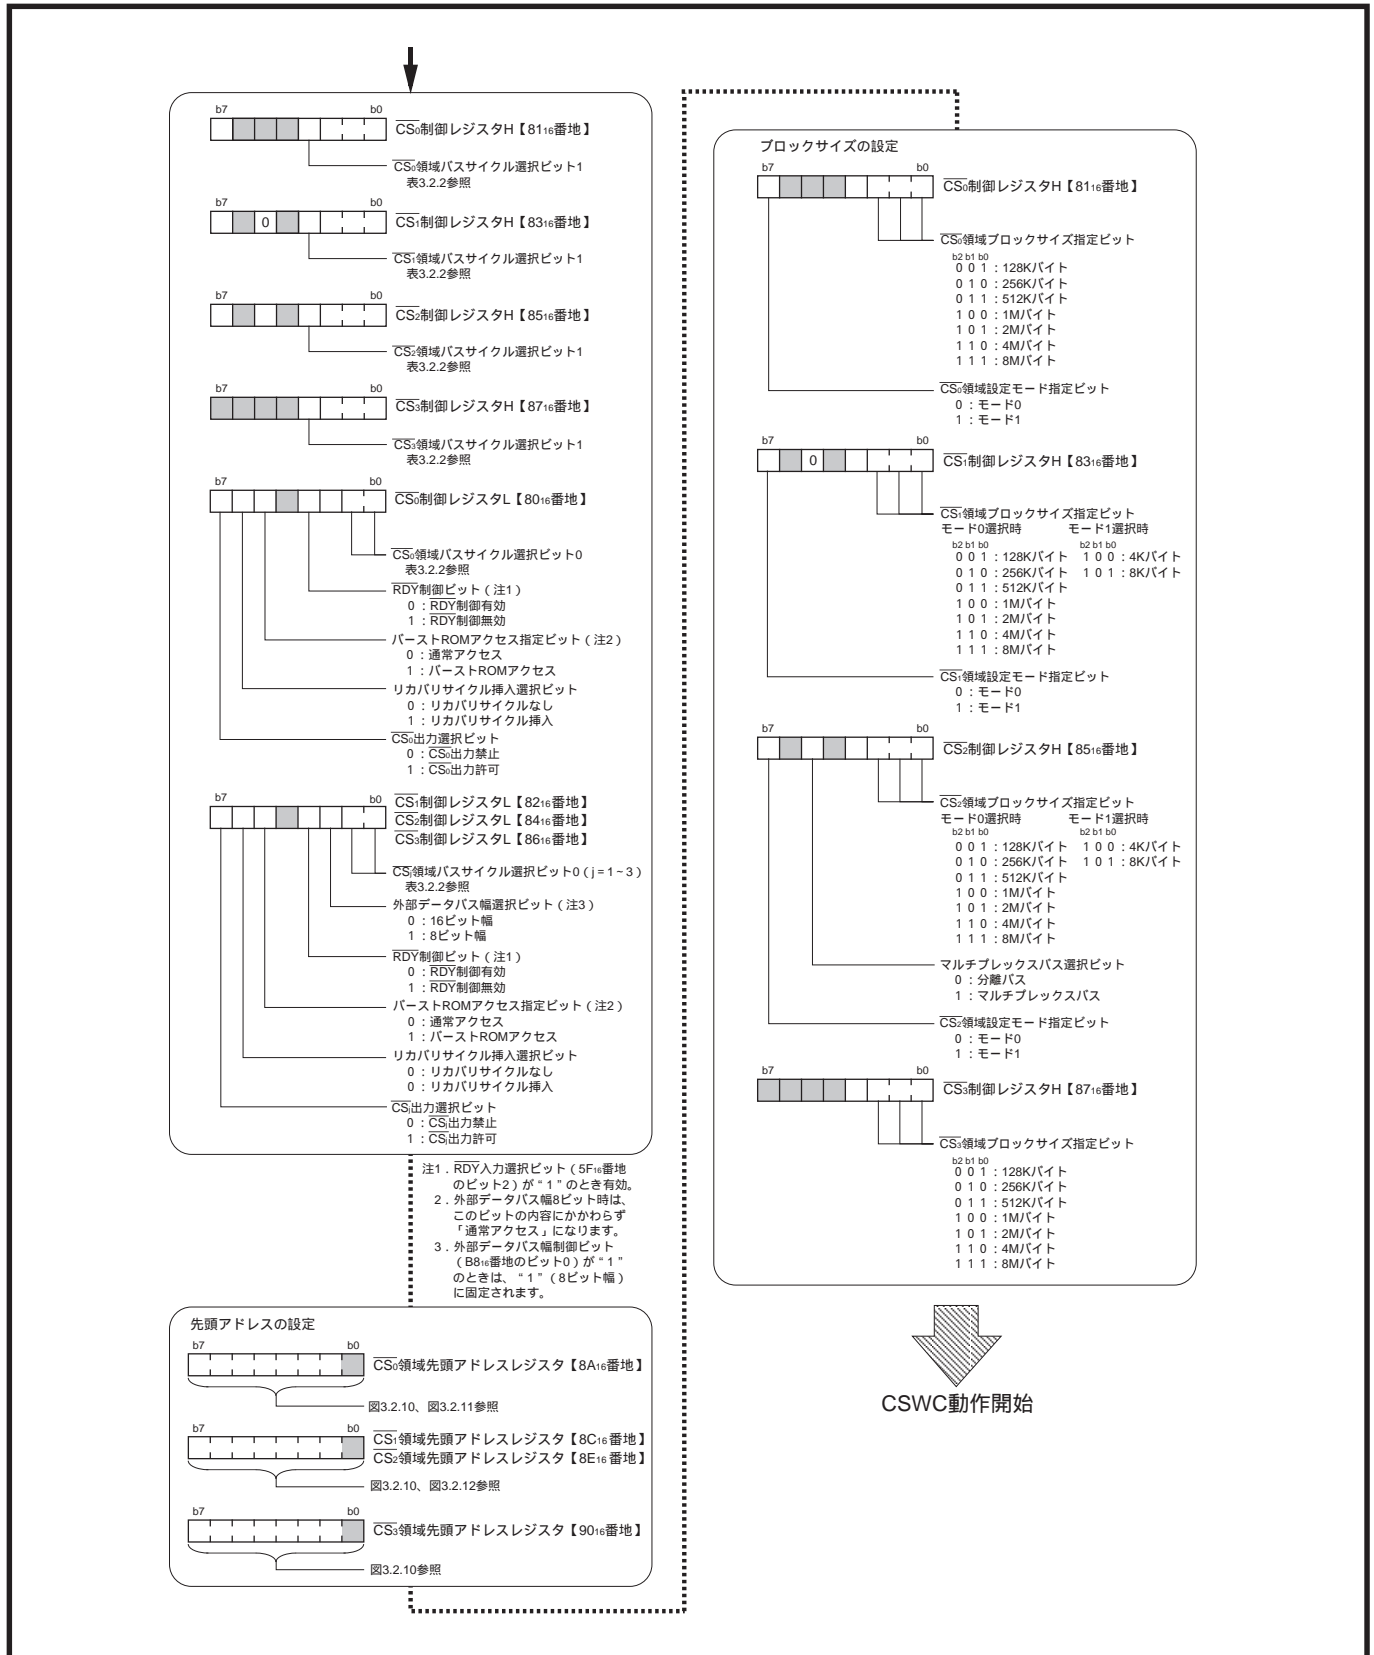 b7 b0
CS0制御レジスタH【8116番地】
CS0領域バスサイクル選択ビット1
表3.2.2参照
b7 b0
0
CS1制御レジスタH【8316番地】
CS1領域バスサイクル選択ビット1
表3.2.2参照
b7 b0
CS2制御レジスタH【8516番地】
CS2領域バスサイクル選択ビット1
表3.2.2参照
b7 b0
CS3制御レジスタH【8716番地】
CS3領域バスサイクル選択ビット1
表3.2.2参照
b7 b0
CS0制御レジスタL【8016番地】
CS0領域バスサイクル選択ビット0
表3.2.2参照
RDY制御ビット(注1)
0:RDY制御有効
1:RDY制御無効
バーストROMアクセス指定ビット(注2)
0:通常アクセス
1:バーストROMアクセス
リカバリサイクル挿入選択ビット
0:リカバリサイクルなし
1:リカバリサイクル挿入
CS0出力選択ビット
0:CS0出力禁止
1:CS0出力許可
b7 b0
CS1制御レジスタL【8216番地】
CS2制御レジスタL【8416番地】
CS3制御レジスタL【8616番地】
CSj領域バスサイクル選択ビット0(j=1~3)
表3.2.2参照
外部データバス幅選択ビット(注3)
0:16ビット幅
1:8ビット幅
RDY制御ビット(注1)
0:RDY制御有効
1:RDY制御無効
バーストROMアクセス指定ビット(注2)
0:通常アクセス
1:バーストROMアクセス
リカバリサイクル挿入選択ビット
0:リカバリサイクルなし
0:リカバリサイクル挿入
CSj出力選択ビット
0:CSj出力禁止
1:CSj出力許可
注1.RDY入力選択ビット(5F16番地
のビット2)が“1”のとき有効。
2.外部データバス幅8ビット時は、
このビットの内容にかかわらず
「通常アクセス」になります。
3.外部データバス幅制御ビット
(B816番地のビット0)が“1”
のときは、“1”(8ビット幅)
に固定されます。
先頭アドレスの設定
b7 b0
CS0領域先頭アドレスレジスタ【8A16番地】
図3.2.10、図3.2.11参照
b7 b0
CS1領域先頭アドレスレジスタ【8C16番地】
CS2領域先頭アドレスレジスタ【8E16番地】
図3.2.10、図3.2.12参照
b7 b0
CS3領域先頭アドレスレジスタ【9016番地】
図3.2.10参照
ブロックサイズの設定
b7 b0
CS0制御レジスタH【8116番地】
CS0領域ブロックサイズ指定ビット
b2 b1 b0
0 0 1:128Kバイト
0 1 0:256Kバイト
0 1 1:512Kバイト
1 0 0:1Mバイト
1 0 1:2Mバイト
1 1 0:4Mバイト
1 1 1:8Mバイト
CS0領域設定モード指定ビット
0:モード0
1:モード1
b7 b0
0
CS1制御レジスタH【8316番地】
CS1領域ブロックサイズ指定ビット
モード0選択時 モード1選択時
b2 b1 b0 b2 b1 b0
0 0 1:128Kバイト 1 0 0:4Kバイト
0 1 0:256Kバイト 1 0 1:8Kバイト
0 1 1:512Kバイト
1 0 0:1Mバイト
1 0 1:2Mバイト
1 1 0:4Mバイト
1 1 1:8Mバイト
CS1領域設定モード指定ビット
0:モード0
1:モード1
b7 b0
CS2制御レジスタH【8516番地】
CS2領域ブロックサイズ指定ビット
モード0選択時 モード1選択時
b2 b1 b0 b2 b1 b0
0 0 1:128Kバイト 1 0 0:4Kバイト
0 1 0:256Kバイト 1 0 1:8Kバイト
0 1 1:512Kバイト
1 0 0:1Mバイト
1 0 1:2Mバイト
1 1 0:4Mバイト
1 1 1:8Mバイト
マルチプレックスバス選択ビット
0:分離バス
1:マルチプレックスバス
CS2領域設定モード指定ビット
0:モード0
1:モード1
b7 b0
CS3制御レジスタH【8716番地】
CS3領域ブロックサイズ指定ビット
b2 b1 b0
0 0 1:128Kバイト
0 1 0:256Kバイト
0 1 1:512Kバイト
1 0 0:1Mバイト
1 0 1:2Mバイト
1 1 0:4Mバイト
1 1 1:8Mバイト
CSWC動作開始